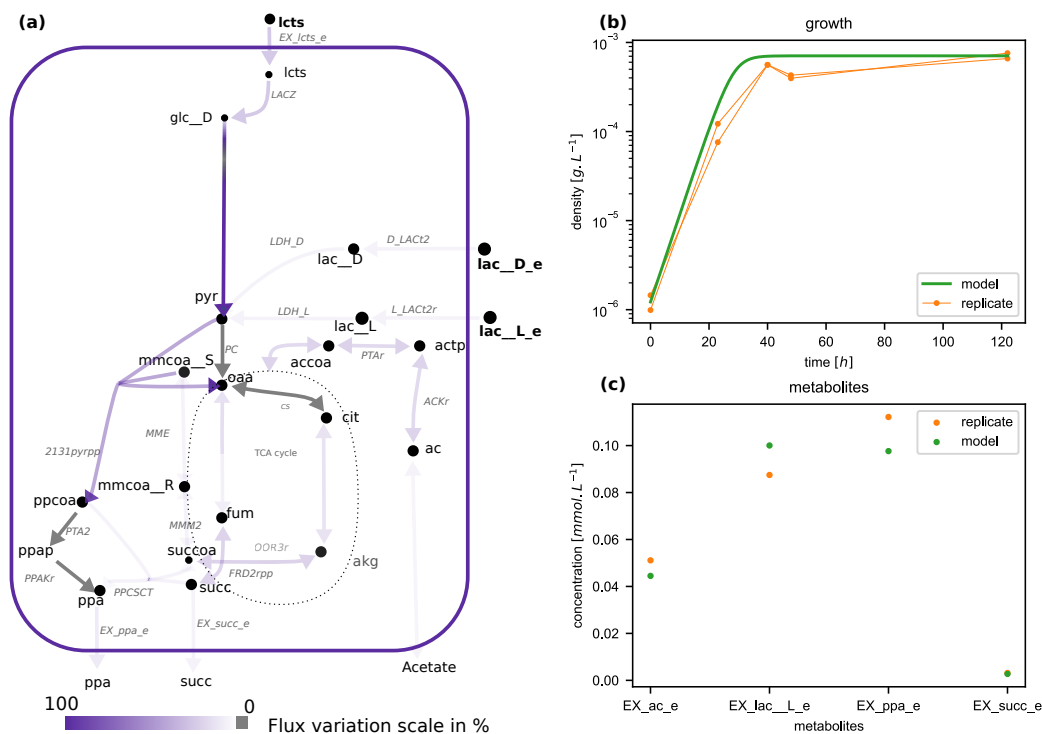 (a)
lcts
EX_lcts_e
lcts
LACZ
glc__D
LDH_D
D_LACt2
lac__D
lac__D_e
pyr
LDH_L
L_LACt2r
lac__L
lac__L_e
PC
mmcoa__S
accoa
PTAr
actp
oaa
cs
cit
ACKr
2131pyrpp
MME
TCA cycle
ac
mmcoa__R
ppcoa
fum
PTA2
MMM2
ppap
succoa
OOR3r
akg
PPAKr
FRD2rpp
ppa
PPCSCT
succ
EX_ppa_e
EX_succ_e
Acetate
ppa
succ
100
0
Flux variation scale in %
(b)
growth
density [g. L⁻¹]
10⁻³
10⁻⁴
10⁻⁵
10⁻⁶
model
replicate
0
20
40
60
80
100
120
time [h]
(c)
metabolites
concentration [mmol. L⁻¹]
0.10
0.08
0.06
0.04
0.02
0.00
replicate
model
EX_ac_e
EX_lac__L_e
EX_ppa_e
EX_succ_e
metabolites